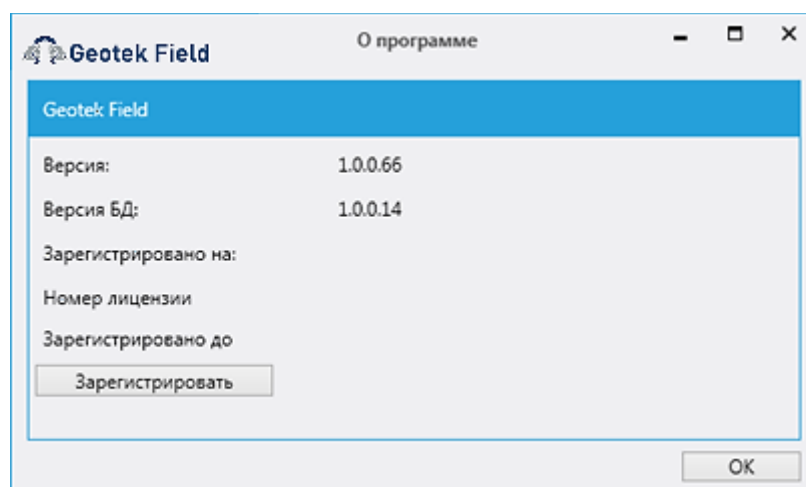 Geotek Field
О программе
Geotek Field
Версия: 1.0.0.66
Версия БД: 1.0.0.14
Зарегистрировано на:
Номер лицензии
Зарегистрировано до
Зарегистрировать
OK